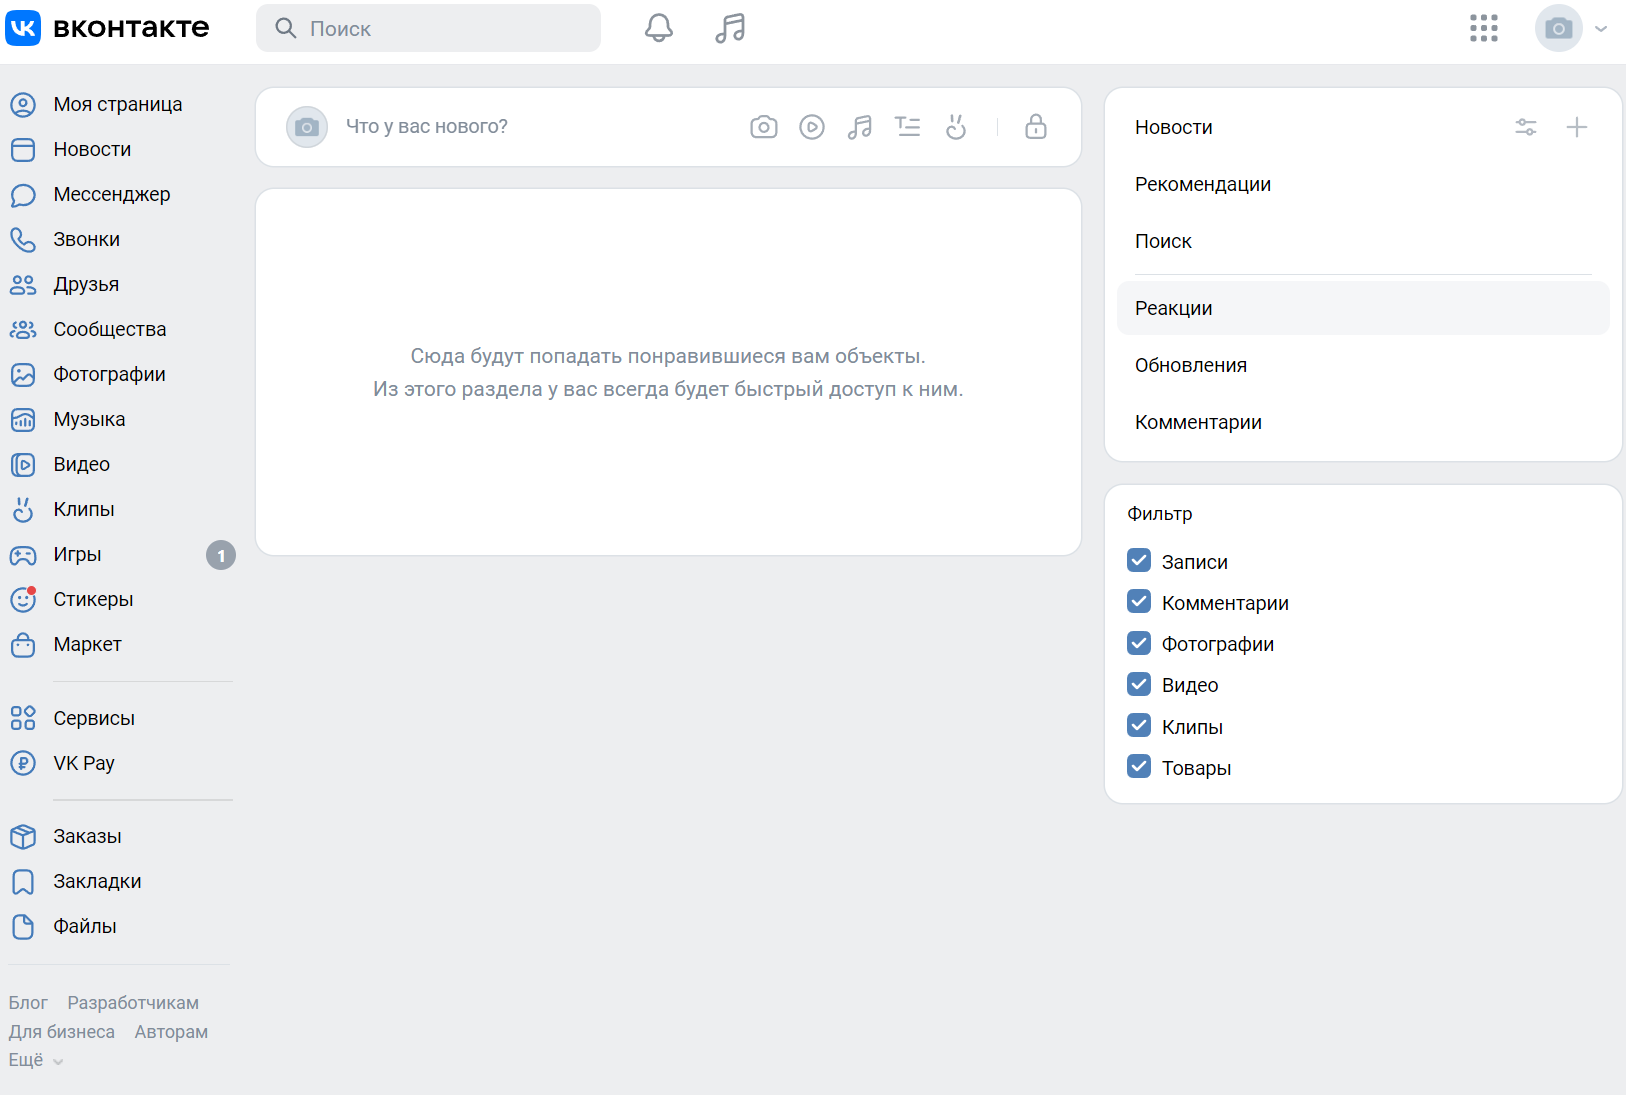 вконтакте
Поиск
Моя страница
Новости
Мессенджер
Звонки
Друзья
Сообщества
Фотографии
Музыка
Видео
Клипы
Игры
1
Стикеры
Маркет
Сервисы
VK Pay
Заказы
Закладки
Файлы
Блог Разработчикам
Для бизнеса Авторам
Ещё
Что у вас нового?
Сюда будут попадать понравившиеся вам объекты.
Из этого раздела у вас всегда будет быстрый доступ к ним.
Новости
Рекомендации
Поиск
Реакции
Обновления
Комментарии
Фильтр
Записи
Комментарии
Фотографии
Видео
Клипы
Товары